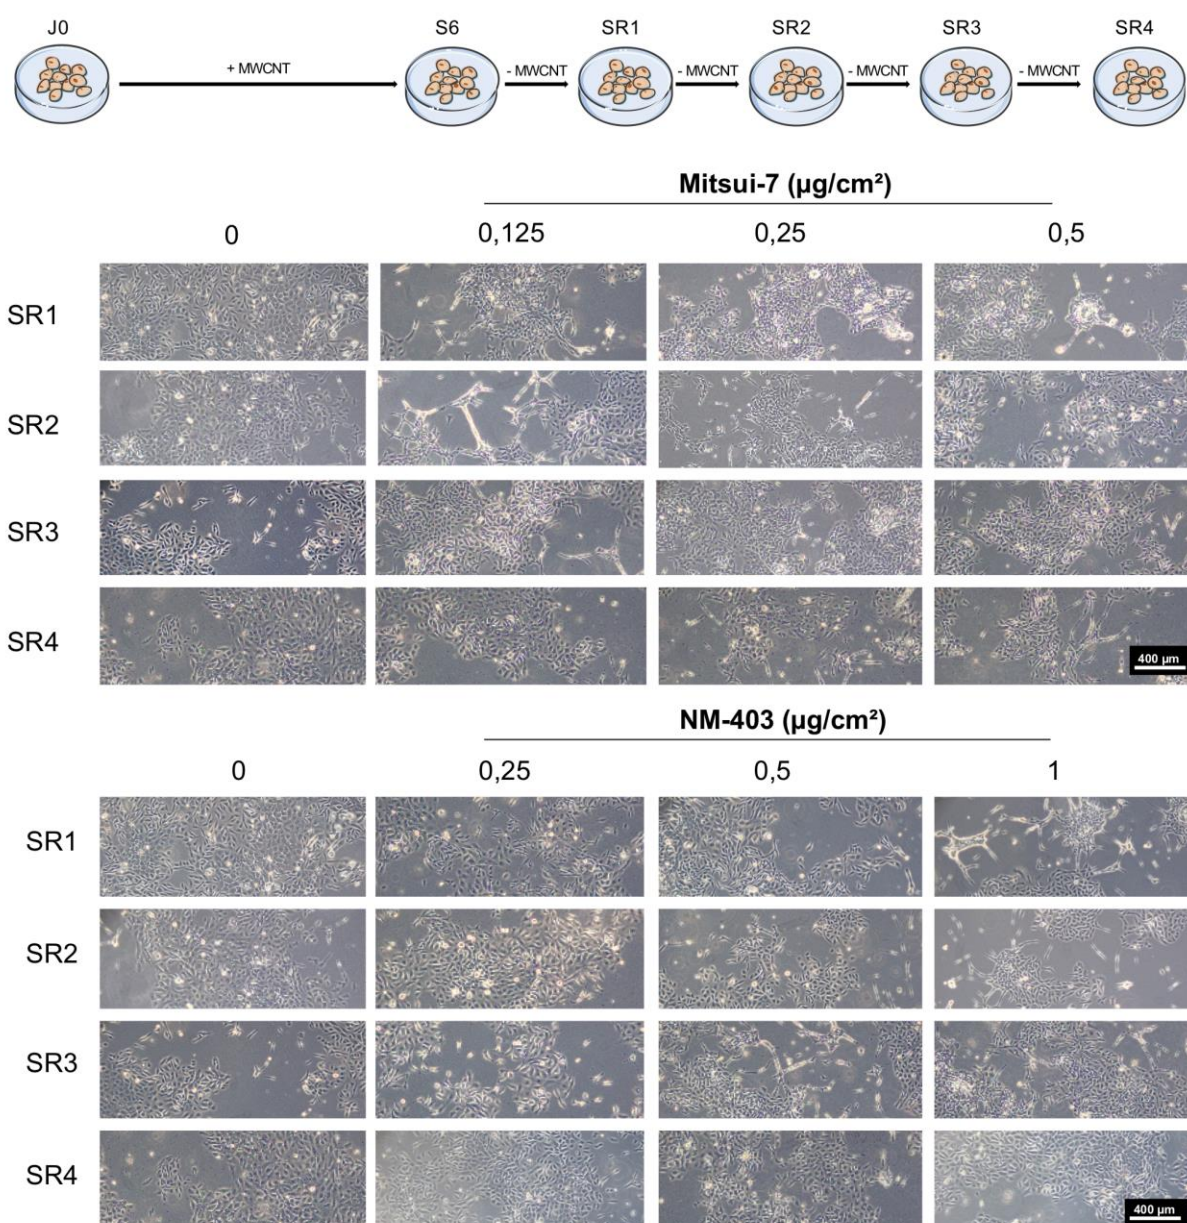 J0 S6 SR1 SR2 SR3 SR4
+ MWCNT - MWCNT - MWCNT - MWCNT - MWCNT
Mitsui-7 (µg/cm²)
0 0,125 0,25 0,5
SR1
SR2
SR3
SR4
400 µm
NM-403 (µg/cm²)
0 0,25 0,5 1
SR1
SR2
SR3
SR4
400 µm